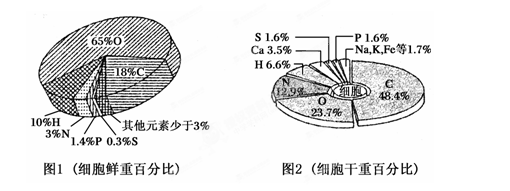 65%O
18%C
10%H
3%N
1.4%P
0.3%S
其他元素少于3%
图1（细胞鲜重百分比）
S 1.6%
P 1.6%
Ca 3.5%
Na,K,Fe等1.7%
H 6.6%
N
12.9%
细胞
C
48.4%
O
23.7%
图2（细胞干重百分比）